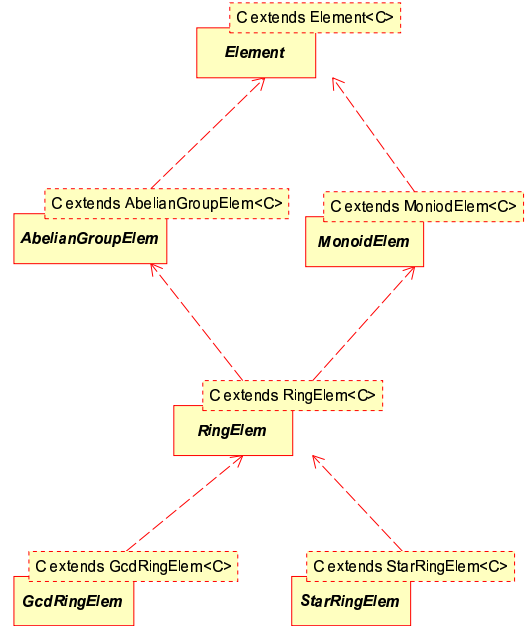 C extends Element<C>
Element
C extends AbelianGroupElem<C>
AbelianGroupElem
C extends MoniodElem<C>
MonoidElem
C extends RingElem<C>
RingElem
C extends GcdRingElem<C>
GcdRingElem
C extends StarRingElem<C>
StarRingElem